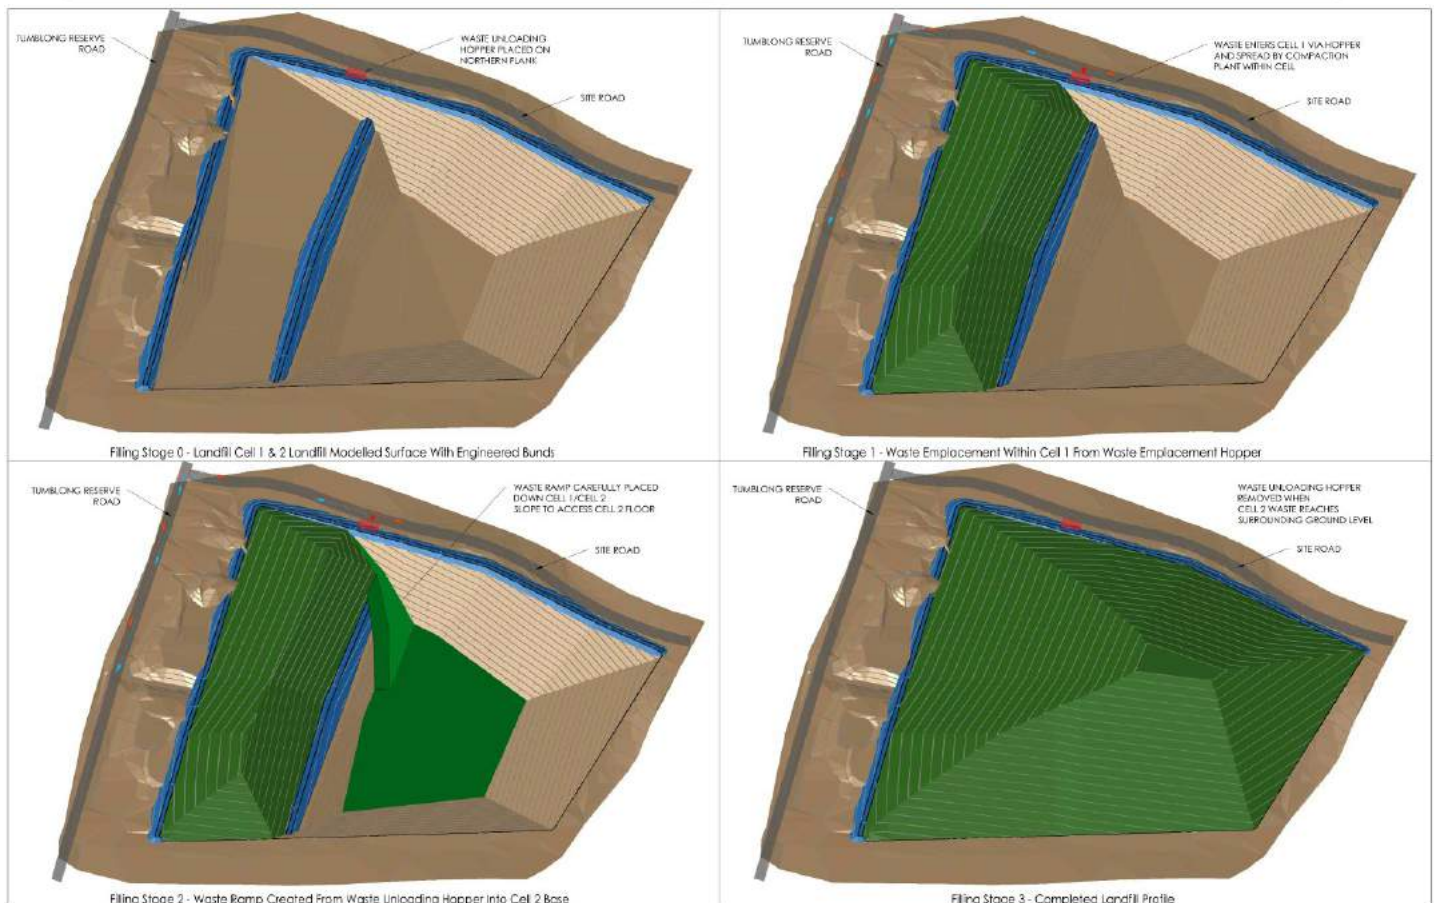 TUMBLONG RESERVE
ROAD
WASTE UNLOADING
HOPPER PLACED ON
NORTHERN PLANK
SITE ROAD
Filling Stage 0 - Landfill Cell 1 & 2 Landfill Modelled Surface With Engineered Bunds
TUMBLONG RESERVE
ROAD
WASTE ENTERS CELL 1 VIA HOPPER
AND SPREAD BY COMPACTION
PLANT WITHIN CELL
SITE ROAD
Filling Stage 1 - Waste Emplacement Within Cell 1 From Waste Emplacement Hopper
TUMBLONG RESERVE
ROAD
WASTE RAMP CAREFULLY PLACED
DOWN CELL 1/CELL 2
SLOPE TO ACCESS CELL 2 FLOOR
SITE ROAD
Filling Stage 2 - Waste Ramp Created From Waste Unloading Hopper Into Cell 2 Base
TUMBLONG RESERVE
ROAD
WASTE UNLOADING HOPPER
REMOVED WHEN
CELL 2 WASTE REACHES
SURROUNDING GROUND LEVEL
SITE ROAD
Filling Stage 3 - Completed Landfill Profile